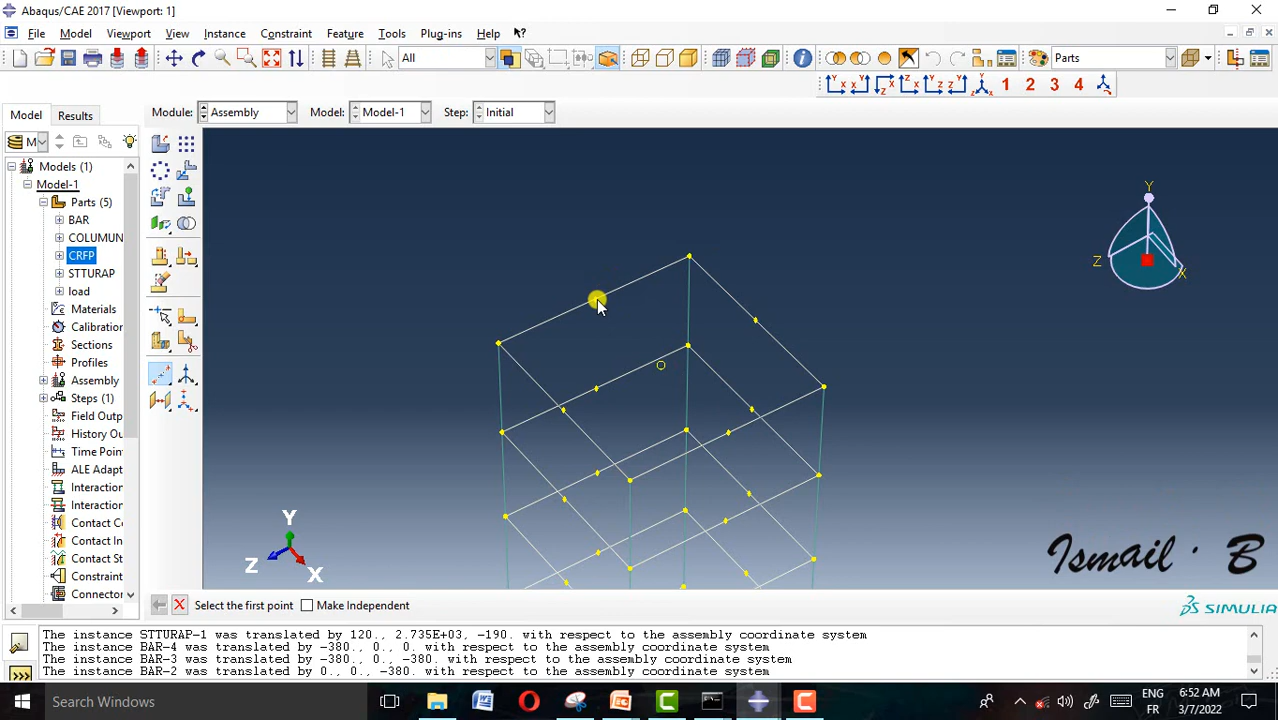 Abaqus/CAE 2017 [Viewport: 1]
File Model Viewport View Instance Constraint Feature Tools Plug-ins Help
All
Parts
1 2 3 4
Model Results
Module: Assembly Model: Model-1 Step: Initial
M
Models (1)
Model-1
Parts (5)
BAR
COLUMUN
CRFP
STTURAP
load
Materials
Calibration
Sections
Profiles
Assembly
Steps (1)
Field Outp
History Ou
Time Poin
ALE Adapt
Interaction
Interaction
Contact Co
Contact In
Contact St
Constraint
Connector
Y
Z
X
Y
Z
X
Ismail · B
Select the first point Make Independent
SIMULIA
The instance STTURAP-1 was translated by 120., 2.735E+03, -190. with respect to the assembly coordinate system
The instance BAR-4 was translated by -380., 0., 0. with respect to the assembly coordinate system
The instance BAR-3 was translated by -380., 0., -380. with respect to the assembly coordinate system
The instance BAR-2 was translated by 0., 0., -380. with respect to the assembly coordinate system
Search Windows
ENG
FR
6:52 AM
3/7/2022